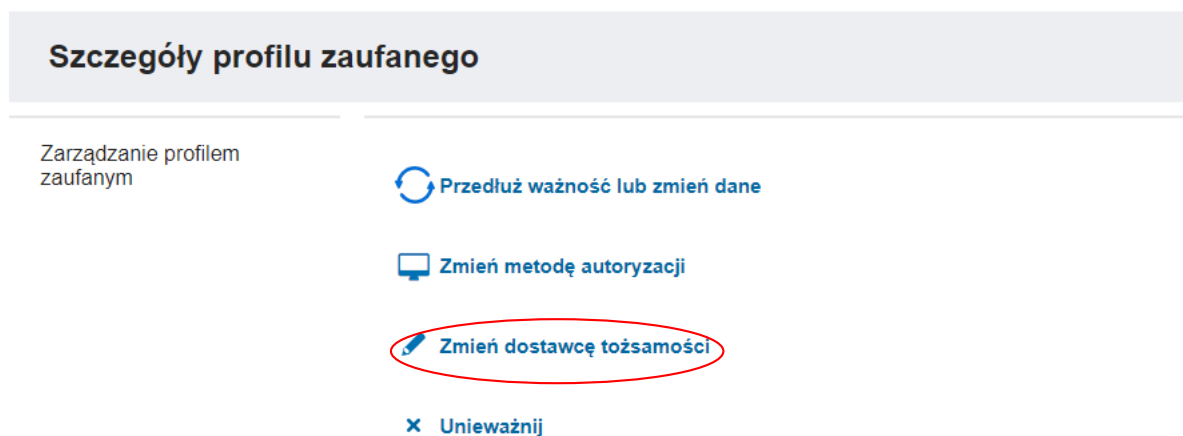 Szczegóły profilu zaufanego
Zarządzanie profilem
zaufanym
Przedłuż ważność lub zmień dane
Zmień metodę autoryzacji
Zmień dostawcę tożsamości
Unieważnij